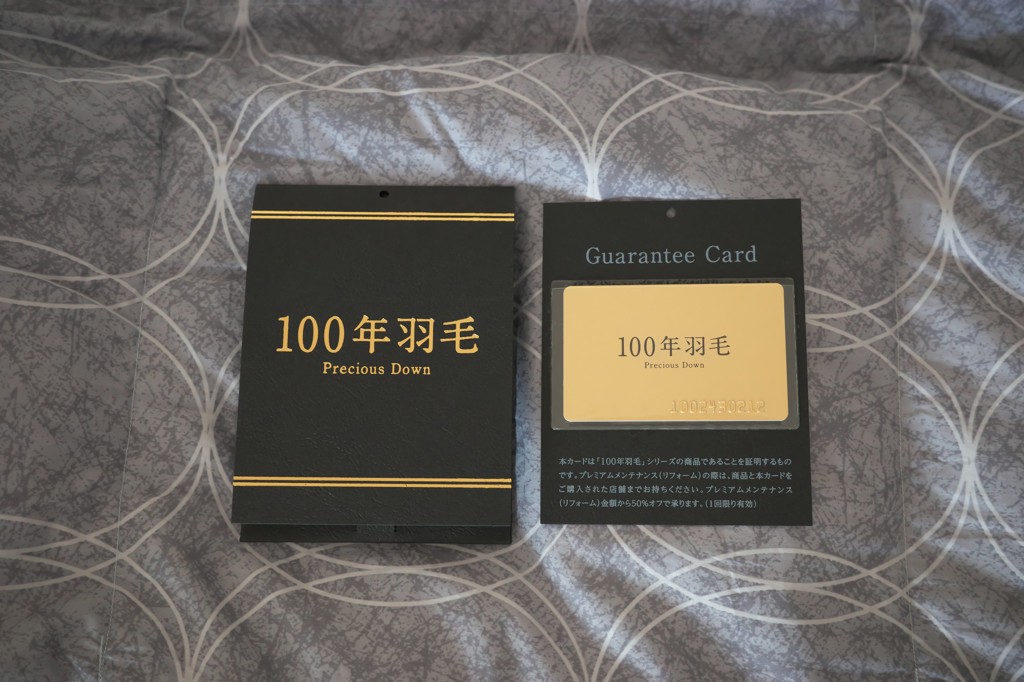 100年羽毛
Precious Down
Guarantee Card
100年羽毛
Precious Down
1002430212
本カードは「100年羽毛」シリーズの商品であることを証明するもの
です。プレミアムメンテナンス(リフォーム)の際は、商品と本カードを
ご購入された店舗までお持ちください。プレミアムメンテナンス
(リフォーム)金額から50%オフで承ります。(1回限り有効)